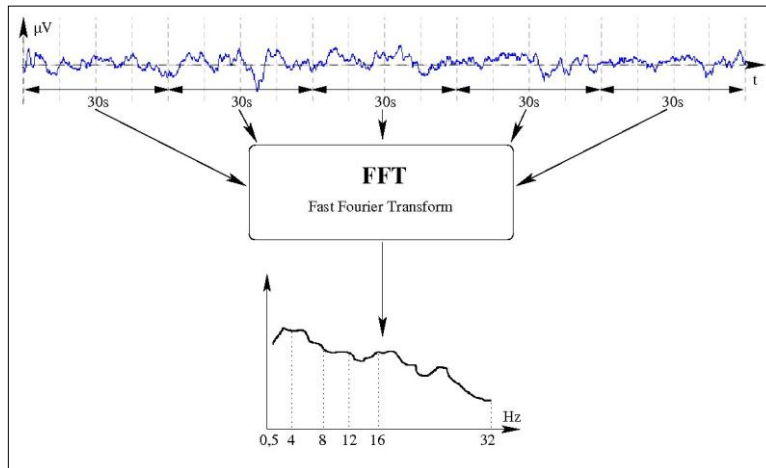 µV
t
30s 30s 30s 30s 30s
FFT
Fast Fourier Transform
Hz
0,5 4 8 12 16 32